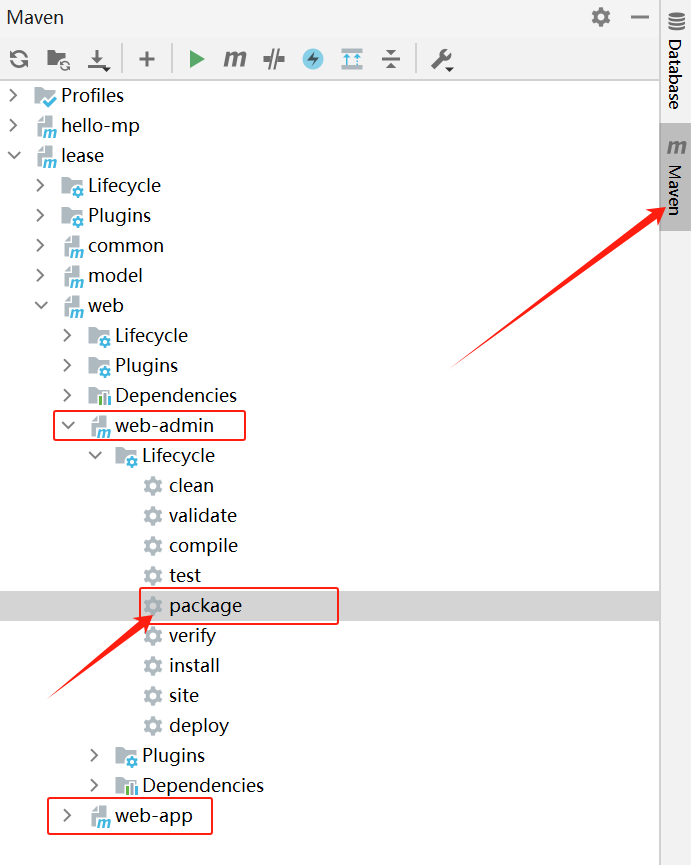 Maven
Profiles
hello-mp
lease
Lifecycle
Plugins
common
model
web
Lifecycle
Plugins
Dependencies
web-admin
Lifecycle
clean
validate
compile
test
package
verify
install
site
deploy
Plugins
Dependencies
web-app
Database
Maven